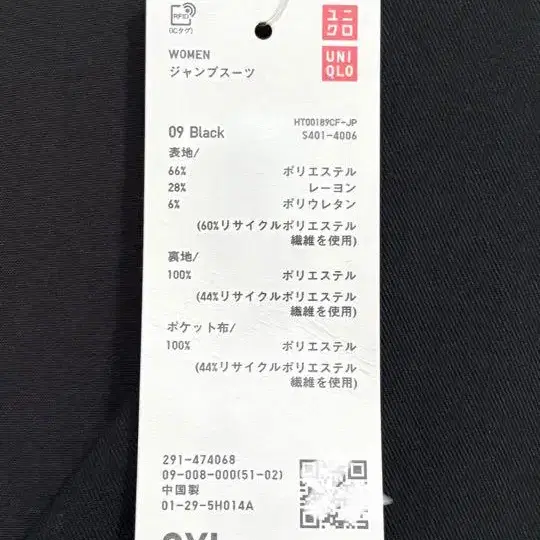 RFID
(ICタグ)
ユニ
クロ
UNI
QLO
WOMEN
ジャンプスーツ
HT00189CF-JP
09 Black
S401-4006
表地/
66% ポリエステル
28% レーヨン
6% ポリウレタン
(60%リサイクルポリエステル
繊維を使用)
裏地/
100% ポリエステル
(44%リサイクルポリエステル
繊維を使用)
ポケット布/
100% ポリエステル
(44%リサイクルポリエステル
繊維を使用)
291-474068
09-008-000(51-02)
中国製
01-29-5H014A